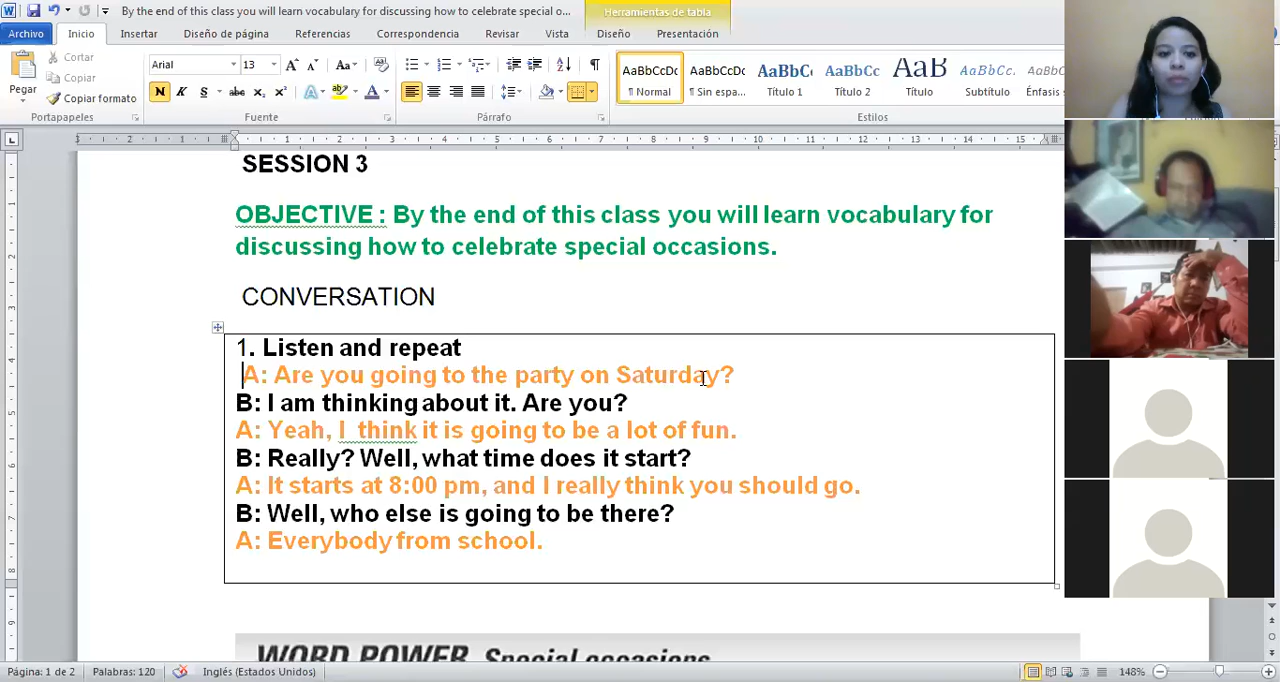 By the end of this class you will learn vocabulary for discussing how to celebrate special o...
Herramientas de tabla
Archivo Inicio Insertar Diseño de página Referencias Correspondencia Revisar Vista Diseño Presentación
Pegar
Cortar
Copiar
Copiar formato
Portapapeles
Arial 13
Fuente
Párrafo
AaBbCcDc AaBbCcDc AaBbC AaBbCc AaB AaBbCc. AaBbC
¶ Normal ¶ Sin espa... Título 1 Título 2 Título Subtítulo Énfasis
Estilos
SESSION 3
OBJECTIVE : By the end of this class you will learn vocabulary for
discussing how to celebrate special occasions.
CONVERSATION
1. Listen and repeat
A: Are you going to the party on Saturday?
B: I am thinking about it. Are you?
A: Yeah, I think it is going to be a lot of fun.
B: Really? Well, what time does it start?
A: It starts at 8:00 pm, and I really think you should go.
B: Well, who else is going to be there?
A: Everybody from school.
WORD POWER Special occasions
Página: 1 de 2 Palabras: 120 Inglés (Estados Unidos) 148%